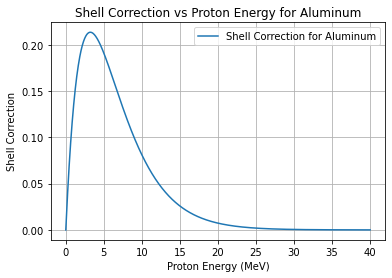 Shell Correction vs Proton Energy for Aluminum
Shell Correction for Aluminum
Shell Correction
0.20
0.15
0.10
0.05
0.00
0 5 10 15 20 25 30 35 40
Proton Energy (MeV)